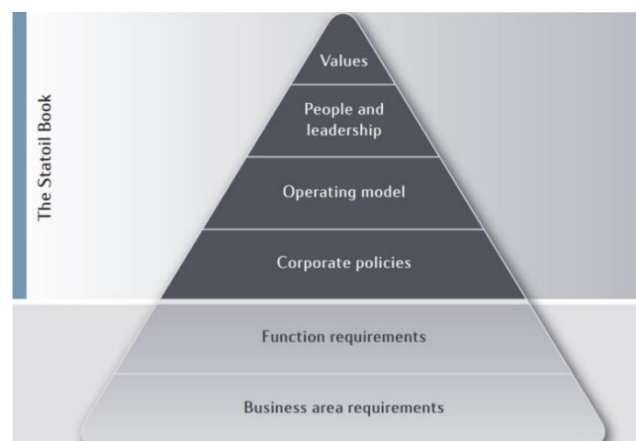 The Statoil Book
Values
People and
leadership
Operating model
Corporate policies
Function requirements
Business area requirements